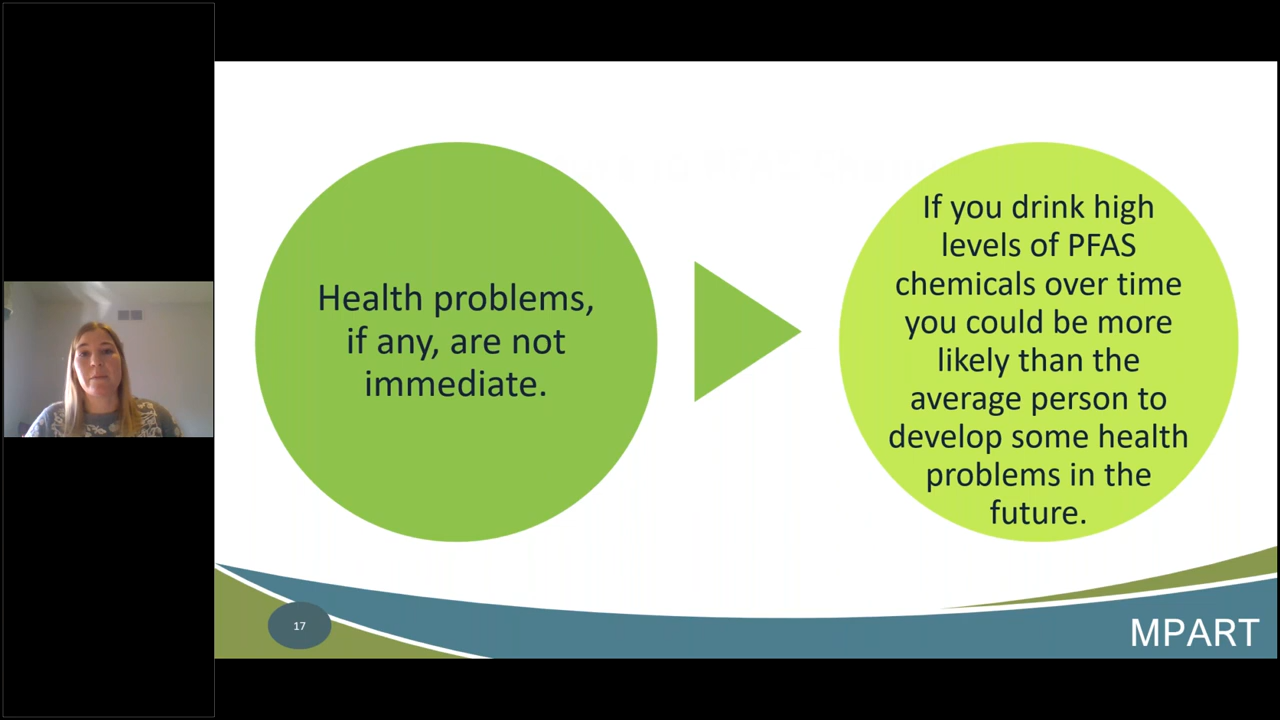 Health problems,
if any, are not
immediate.
If you drink high
levels of PFAS
chemicals over time
you could be more
likely than the
average person to
develop some health
problems in the
future.
17
MPART